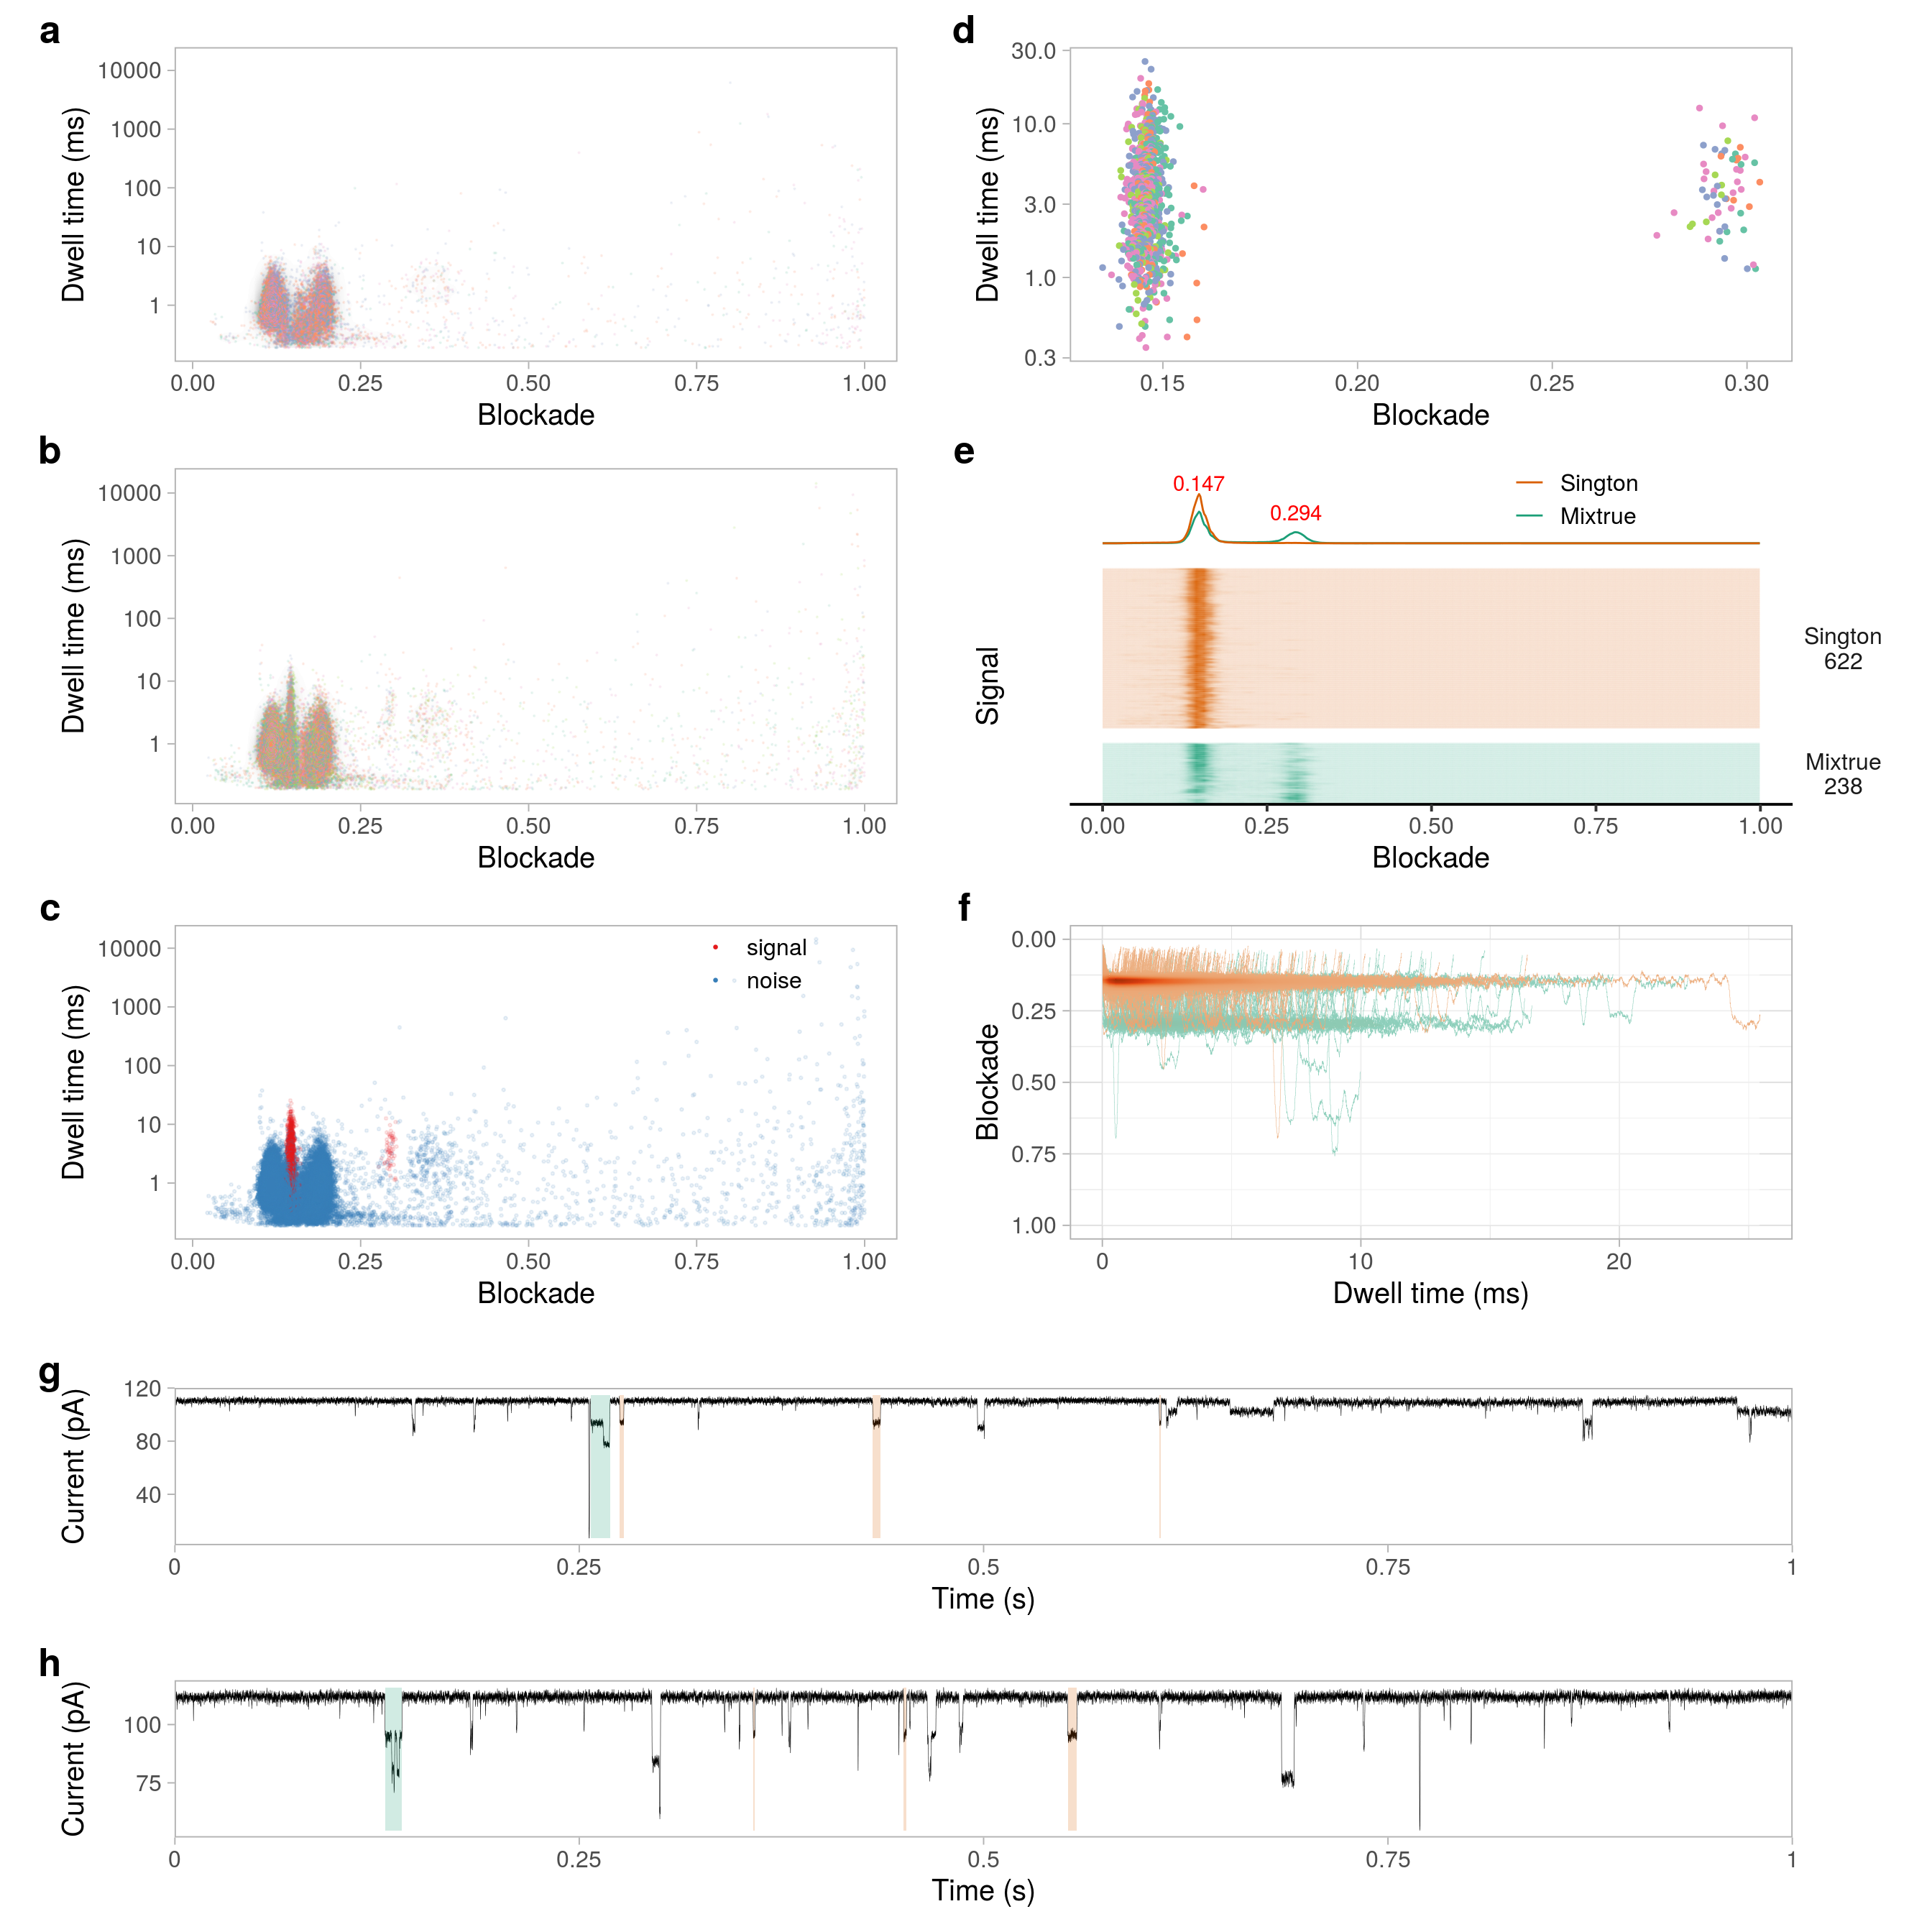 a
10000
1000
100
10
1
Dwell time (ms)
0.00 0.25 0.50 0.75 1.00
Blockade
d
30.0
10.0
3.0
1.0
0.3
Dwell time (ms)
0.15 0.20 0.25 0.30
Blockade
b
10000
1000
100
10
1
Dwell time (ms)
0.00 0.25 0.50 0.75 1.00
Blockade
e
0.147
0.294
Sington
Mixtrue
Signal
Sington
622
Mixtrue
238
0.00 0.25 0.50 0.75 1.00
Blockade
c
signal
noise
10000
1000
100
10
1
Dwell time (ms)
0.00 0.25 0.50 0.75 1.00
Blockade
f
0.00
0.25
0.50
0.75
1.00
Blockade
0 10 20
Dwell time (ms)
g
120
80
40
Current (pA)
0 0.25 0.5 0.75 1
Time (s)
h
100
75
Current (pA)
0 0.25 0.5 0.75 1
Time (s)